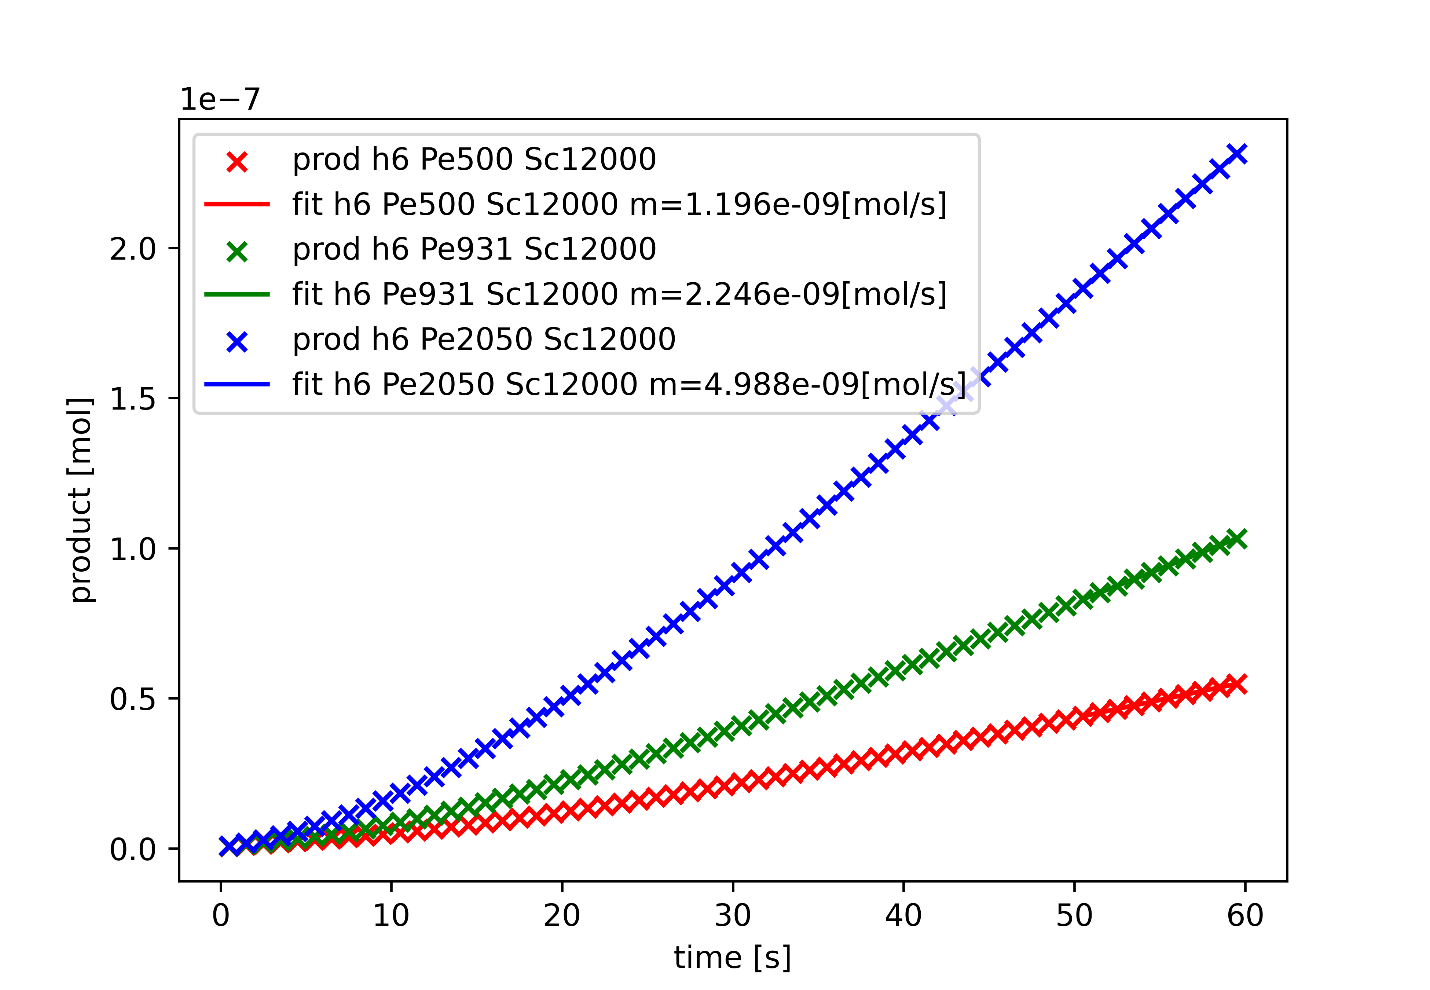 1e−7
prod h6 Pe500 Sc12000
fit h6 Pe500 Sc12000 m=1.196e-09[mol/s]
prod h6 Pe931 Sc12000
fit h6 Pe931 Sc12000 m=2.246e-09[mol/s]
prod h6 Pe2050 Sc12000
fit h6 Pe2050 Sc12000 m=4.988e-09[mol/s]
product [mol]
2.0
1.5
1.0
0.5
0.0
0 10 20 30 40 50 60
time [s]